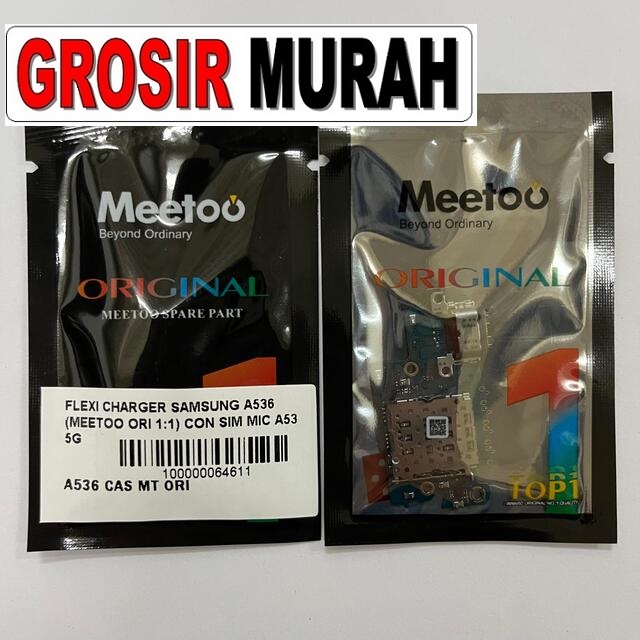 GROSIR MURAH
Meetoo
Beyond Ordinary
ORIGINAL
MEETOO SPARE PART
FLEXI CHARGER SAMSUNG A536
(MEETOO ORI 1:1) CON SIM MIC A53
5G
100000064611
A536 CAS MT ORI
Meetoo
Beyond Ordinary
ORIGINAL
1
TOP1